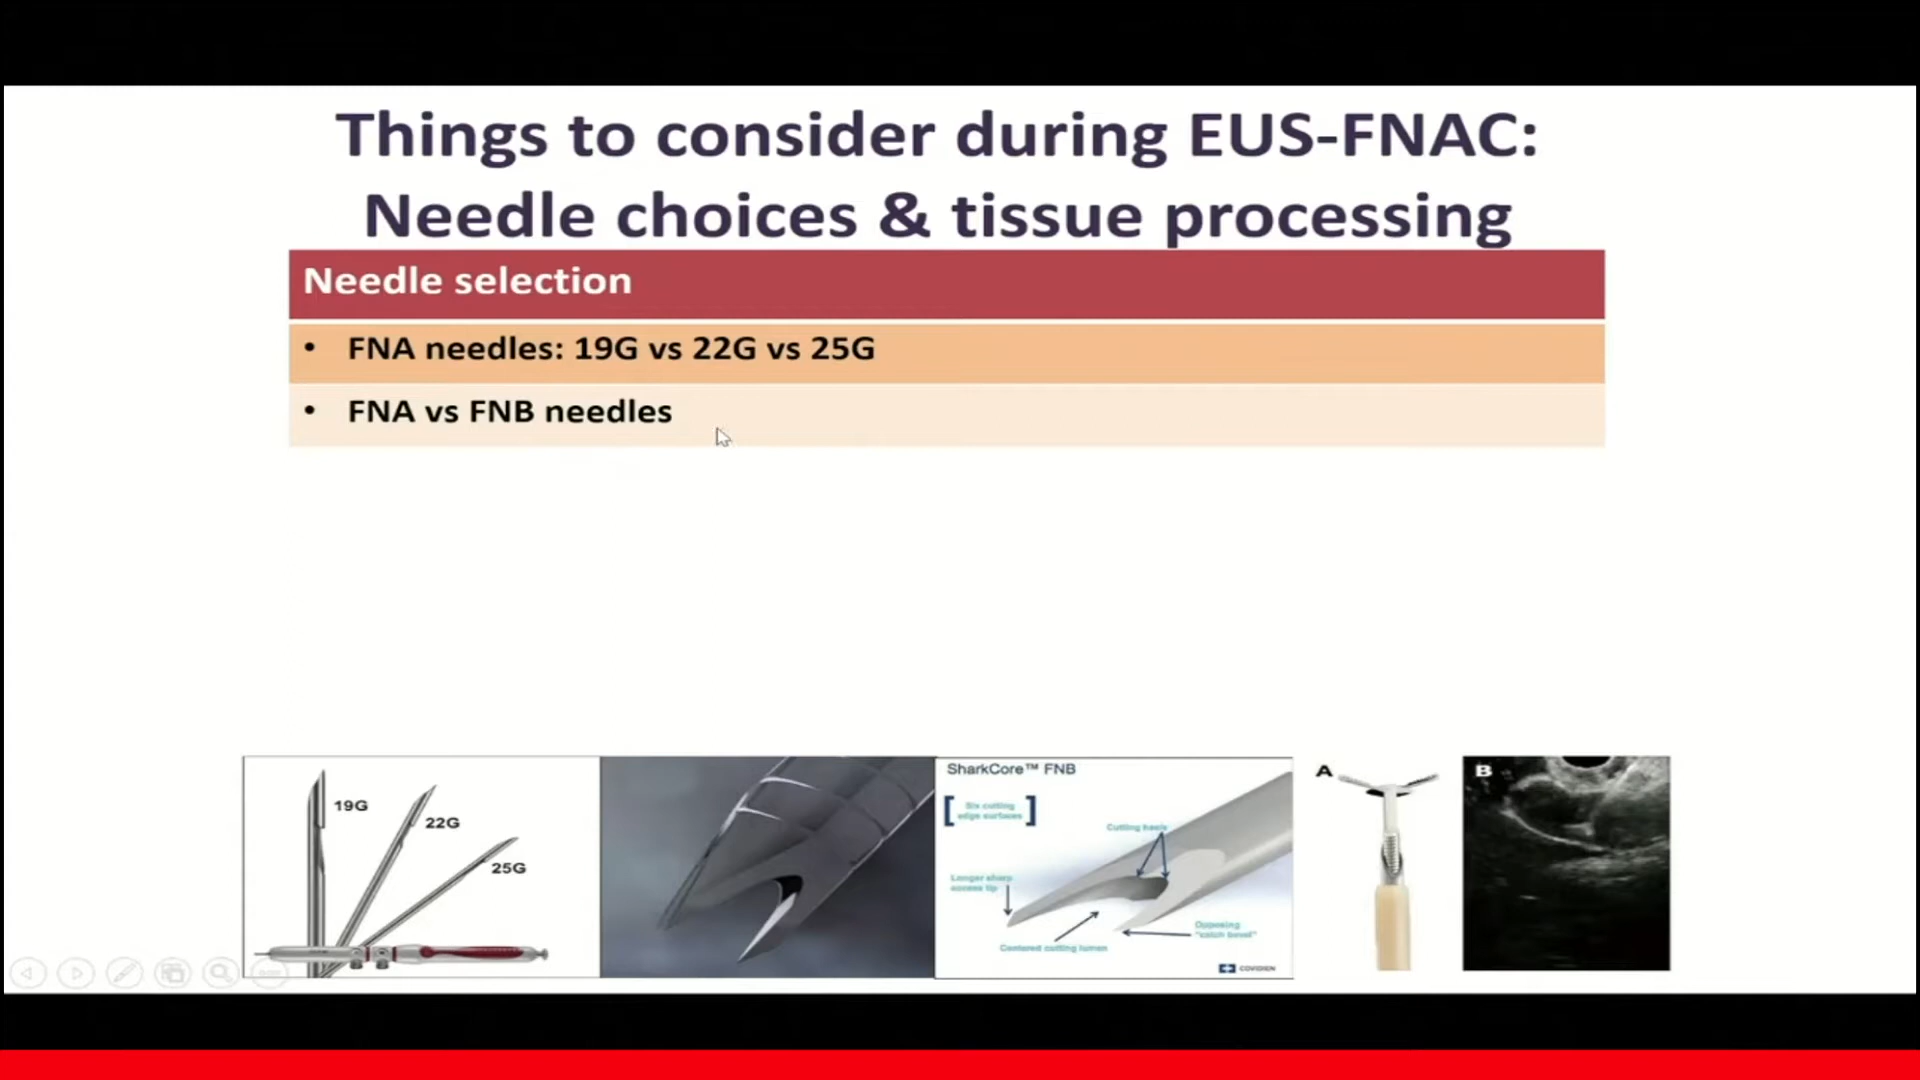 Things to consider during EUS-FNAC:
Needle choices & tissue processing
Needle selection
• FNA needles: 19G vs 22G vs 25G
• FNA vs FNB needles
19G
22G
25G
SharkCore™ FNB
Six cutting
edge surfaces
Cutting heels
Longer sharp
access tip
Opposing
"catch bevel"
Centered cutting lumen
COVIDIEN
A
B